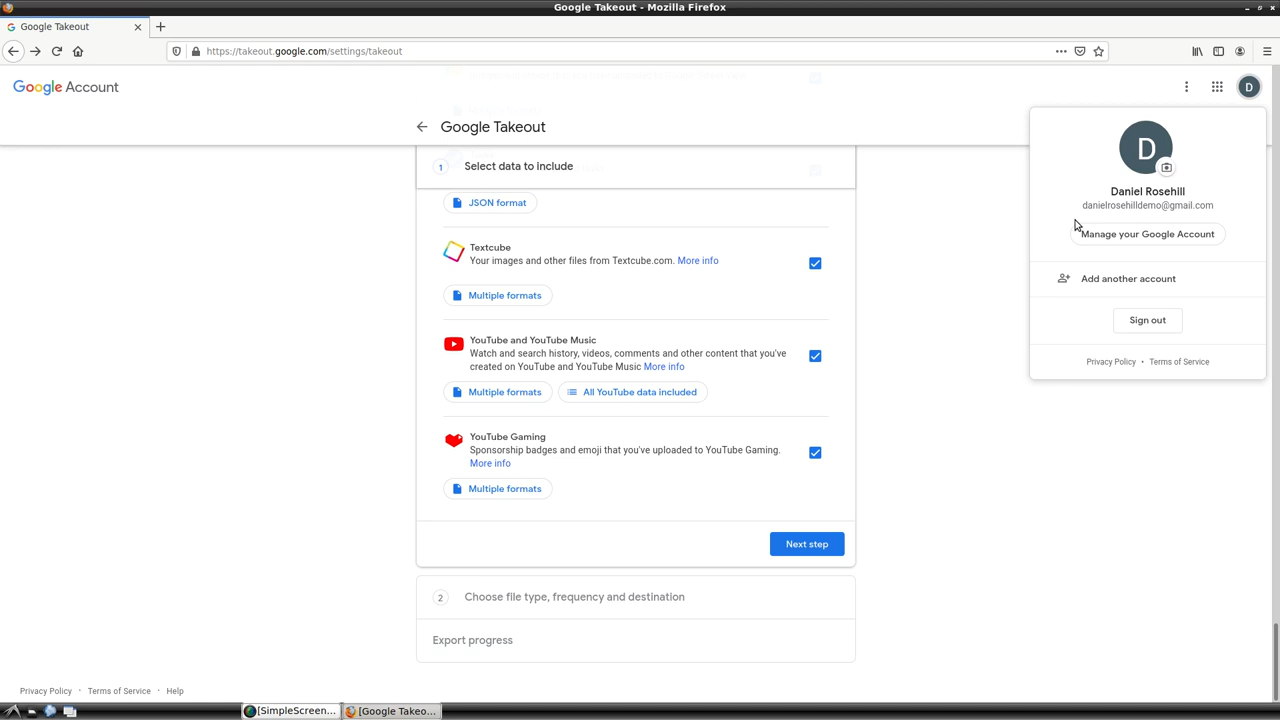 Google Takeout - Mozilla Firefox
Google Takeout
https://takeout.google.com/settings/takeout
Google Account
D
Google Takeout
D
Daniel Rosehill
danielrosehilldemo@gmail.com
Manage your Google Account
Add another account
Sign out
Privacy Policy • Terms of Service
1 Select data to include
JSON format
Textcube
Your images and other files from Textcube.com. More info
Multiple formats
YouTube and YouTube Music
Watch and search history, videos, comments and other content that you've
created on YouTube and YouTube Music More info
Multiple formats
All YouTube data included
YouTube Gaming
Sponsorship badges and emoji that you've uploaded to YouTube Gaming.
More info
Multiple formats
Next step
2 Choose file type, frequency and destination
Export progress
Privacy Policy • Terms of Service • Help
[SimpleScreen...
[Google Takeo...